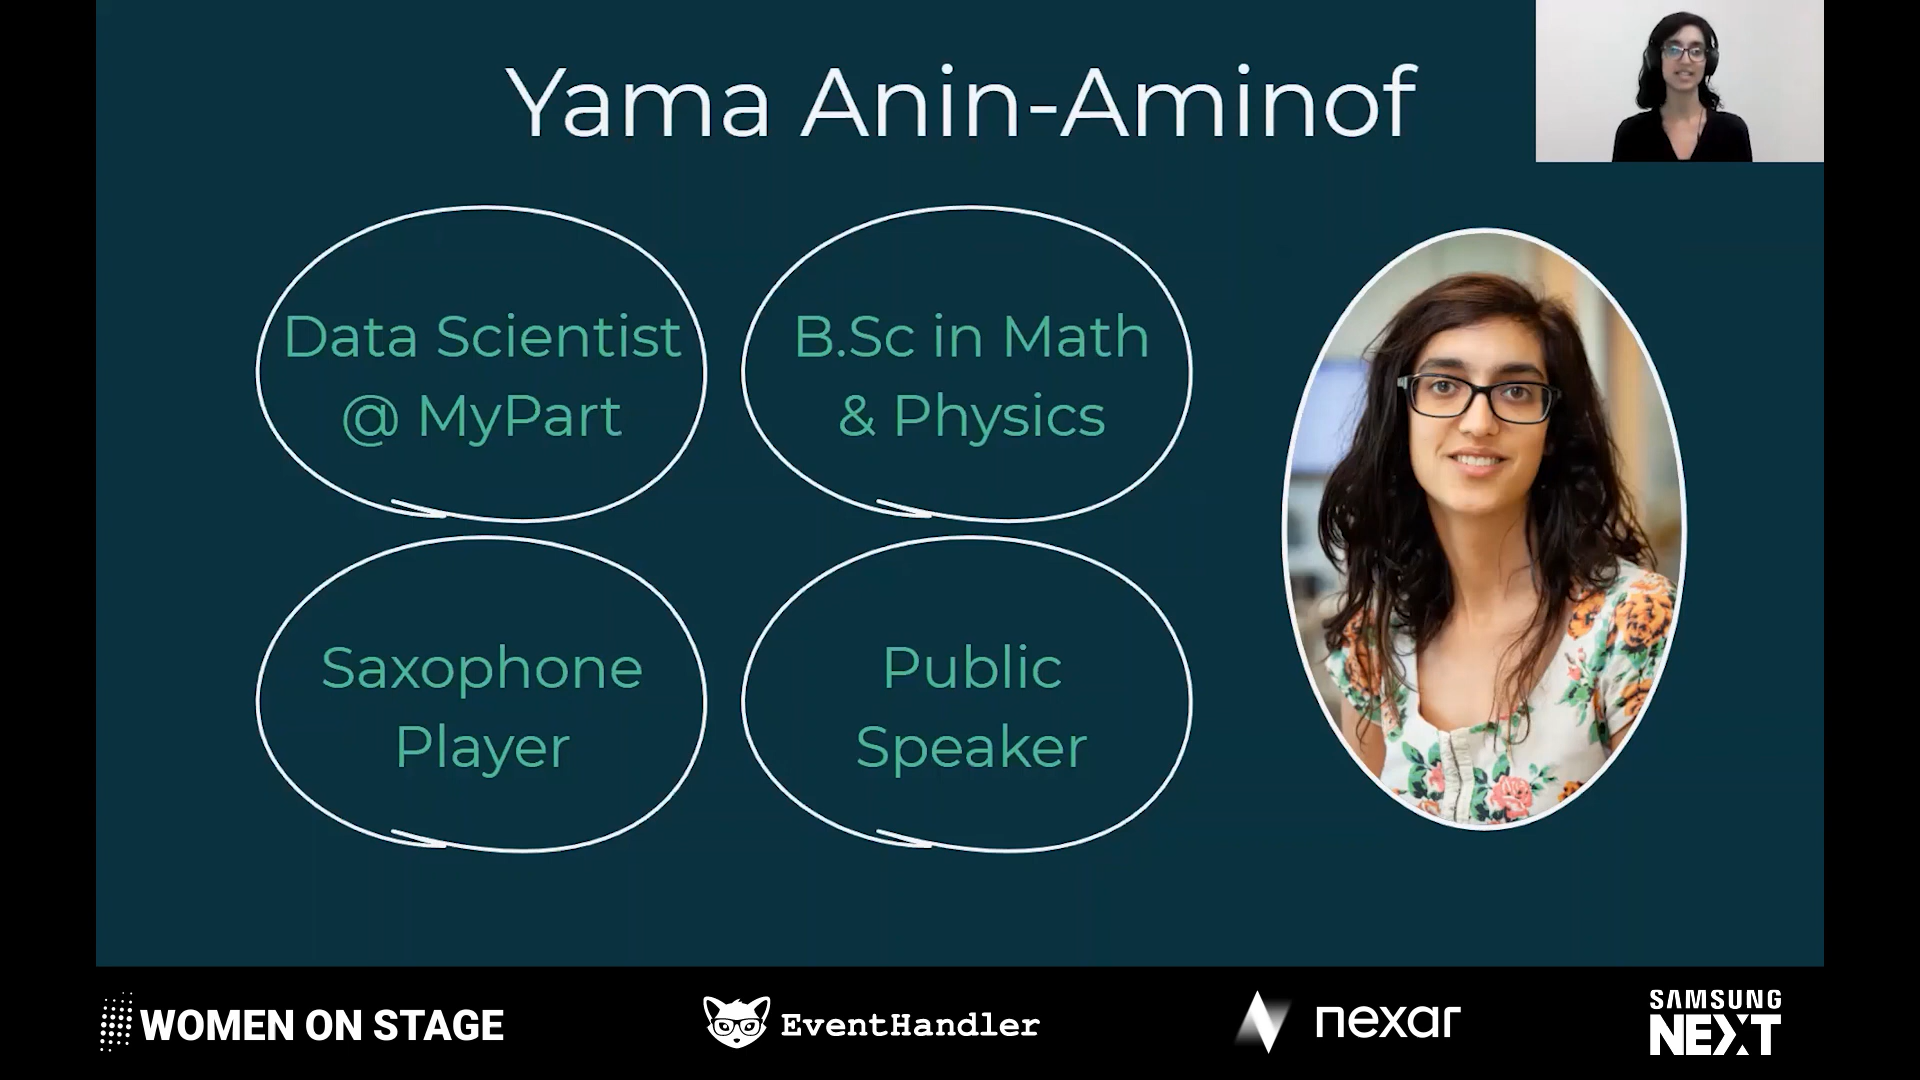 Yama Anin-Aminof
Data Scientist
@ MyPart
B.Sc in Math
& Physics
Saxophone
Player
Public
Speaker
WOMEN ON STAGE
EventHandler
nexar
SAMSUNG
NEXT